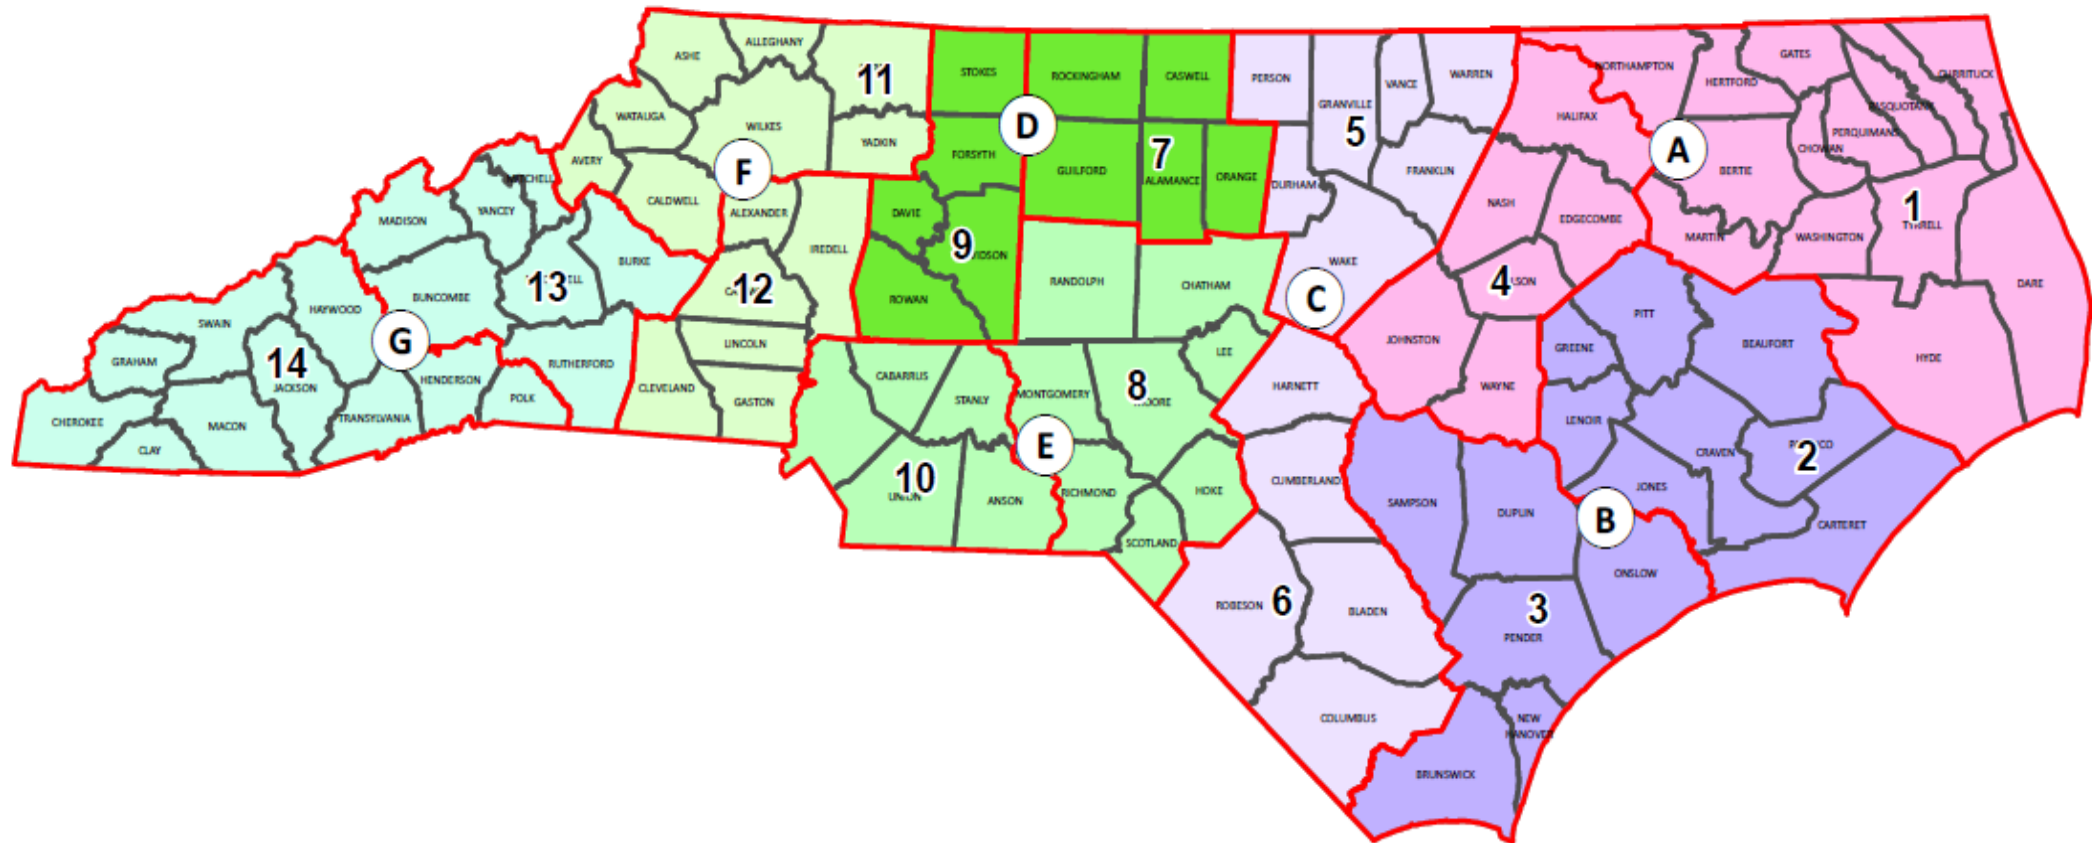 ASHE
ALLEGHANY
11
WATAUGA
WILKES
YADKIN
AVERY
F
CALDWELL
ALEXANDER
IREDELL
12
LINCOLN
CLEVELAND
GASTON
MITCHELL
YANCEY
MADISON
BURKE
BUNCOMBE
13
HAYWOOD
SWAIN
GRAHAM
14
JACKSON
G
HENDERSON
RUTHERFORD
POLK
TRANSYLVANIA
MACON
CHEROKEE
CLAY
STOKES
ROCKINGHAM
CASWELL
D
FORSYTH
GUILFORD
7
ALAMANCE
ORANGE
DAVIE
9
ROWAN
RANDOLPH
CHATHAM
LEE
CABARRUS
STANLY
MONTGOMERY
8
E
10
UNION
ANSON
RICHMOND
HOKE
SCOTLAND
PERSON
GRANVILLE
VANCE
WARREN
5
FRANKLIN
DURHAM
WAKE
C
HARNETT
CUMBERLAND
ROBESON
6
BLADEN
COLUMBUS
NORTHAMPTON
HERTFORD
GATES
CURRITUCK
PASQUOTANK
PERQUIMANS
CHOWAN
HALIFAX
A
BERTIE
NASH
EDGECOMBE
MARTIN
WASHINGTON
1
TYRRELL
DARE
HYDE
4
JOHNSTON
WAYNE
PITT
BEAUFORT
GREENE
LENOIR
CRAVEN
2
JONES
CARTERET
B
SAMPSON
DUPLIN
ONSLOW
3
PENDER
NEW
HANOVER
BRUNSWICK